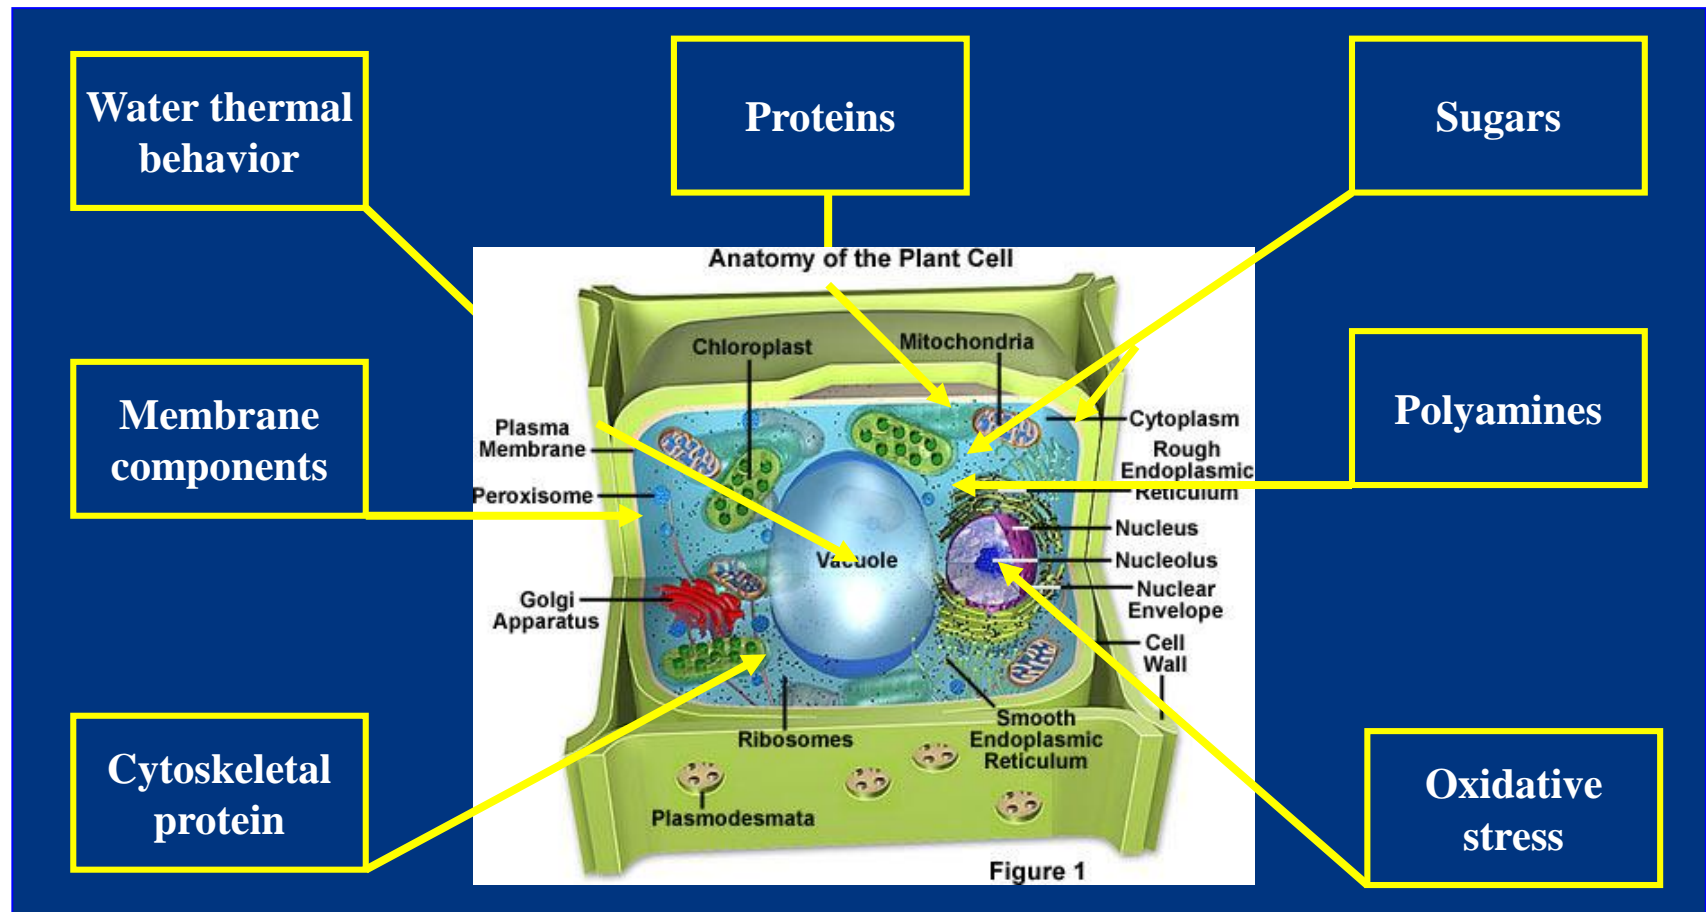 Water thermal
behavior
Proteins
Sugars
Membrane
components
Polyamines
Cytoskeletal
protein
Oxidative
stress
Anatomy of the Plant Cell
Chloroplast
Mitochondria
Plasma
Membrane
Peroxisome
Golgi
Apparatus
Vacuole
Cytoplasm
Rough
Endoplasmic
Reticulum
Nucleus
Nucleolus
Nuclear
Envelope
Cell
Wall
Ribosomes
Smooth
Endoplasmic
Reticulum
Plasmodesmata
Figure 1